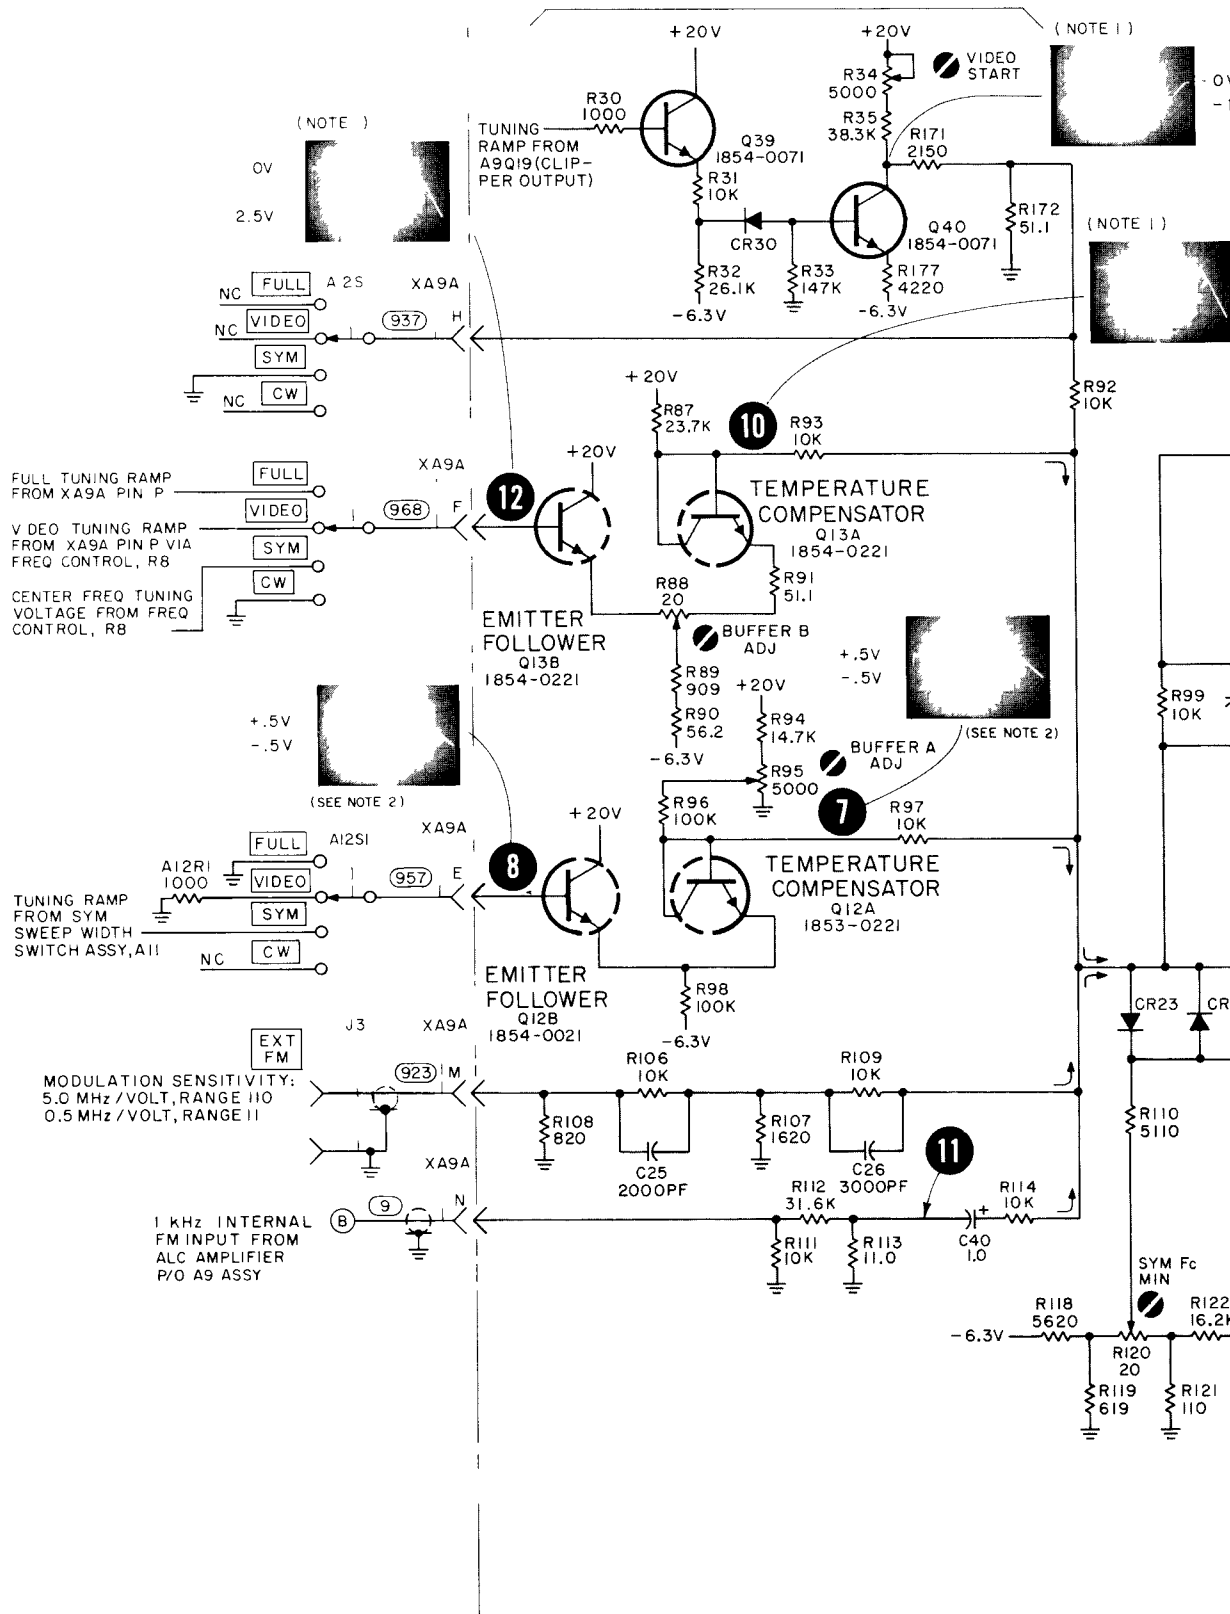 +20V
+20V
(NOTE 1)
VIDEO
START
R34
5000
R30
1000
R35
38.3K
TUNING
RAMP FROM
A9Q19(CLIP-
PER OUTPUT)
Q39
1854-0071
R171
2150
R31
10K
0V
(NOTE )
0V
2.5V
CR30
Q40
1854-0071
R172
51.1
(NOTE 1)
R32
26.1K
R33
147K
R177
4220
-6.3V
-6.3V
FULL
A 2S
XA9A
NC
VIDEO
937
H
NC
SYM
CW
NC
+20V
R92
10K
R87
23.7K
10
R93
10K
FULL TUNING RAMP
FROM XA9A PIN P
FULL
XA9A
+20V
V DEO TUNING RAMP
FROM XA9A PIN P VIA
FREQ CONTROL, R8
VIDEO
968
F
12
TEMPERATURE
COMPENSATOR
Q13A
1854-0221
SYM
CW
CENTER FREQ TUNING
VOLTAGE FROM FREQ
CONTROL, R8
R88
20
R91
51.1
EMITTER
FOLLOWER
Q13B
1854-0221
BUFFER B
ADJ
+.5V
-.5V
R89
909
R90
56.2
-6.3V
+20V
R94
14.7K
R99
10K
+.5V
-.5V
(SEE NOTE 2)
BUFFER A
ADJ
R95
5000
(SEE NOTE 2)
R96
100K
7
R97
10K
FULL
A12S1
XA9A
+20V
A12R1
1000
VIDEO
957
E
8
TEMPERATURE
COMPENSATOR
Q12A
1853-0221
TUNING RAMP
FROM SYM
SWEEP WIDTH
SWITCH ASSY, A11
SYM
NC
CW
EMITTER
FOLLOWER
Q12B
1854-0021
R98
100K
-6.3V
CR23
CR
EXT
FM
J3
XA9A
MODULATION SENSITIVITY:
5.0 MHz/VOLT, RANGE 110
0.5 MHz/VOLT, RANGE 11
923
M
R106
10K
R109
10K
R108
820
C25
2000PF
R107
1620
C26
3000PF
R110
5110
XA9A
11
1 KHz INTERNAL
FM INPUT FROM
ALC AMPLIFIER
P/O A9 ASSY
B
9
N
R112
31.6K
R114
10K
R111
10K
R113
11.0
C40
1.0
+
SYM Fc
MIN
R118
5620
R122
16.2K
-6.3V
R120
20
R119
619
R121
110